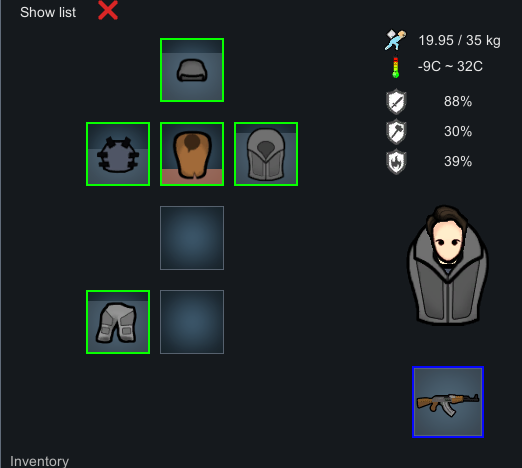 Show list
19.95 / 35 kg
-9C ~ 32C
88%
30%
39%
Inventory